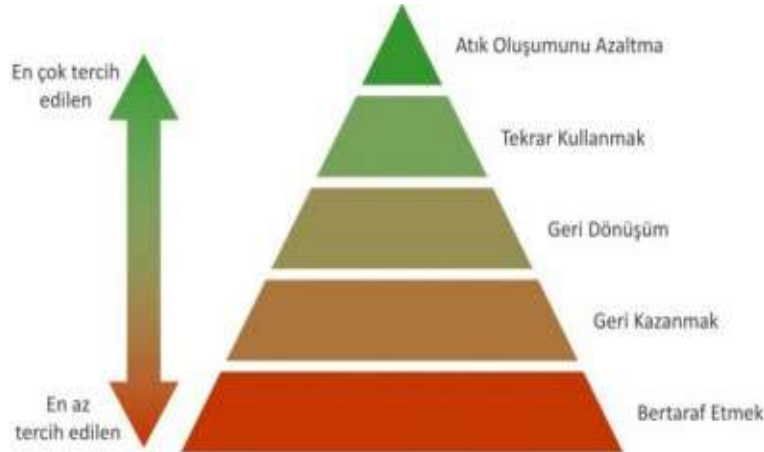 Atık Oluşumunu Azaltma
En çok tercih
edilen
Tekrar Kullanmak
Geri Dönüşüm
Geri Kazanmak
En az
tercih edilen
Bertaraf Etmek